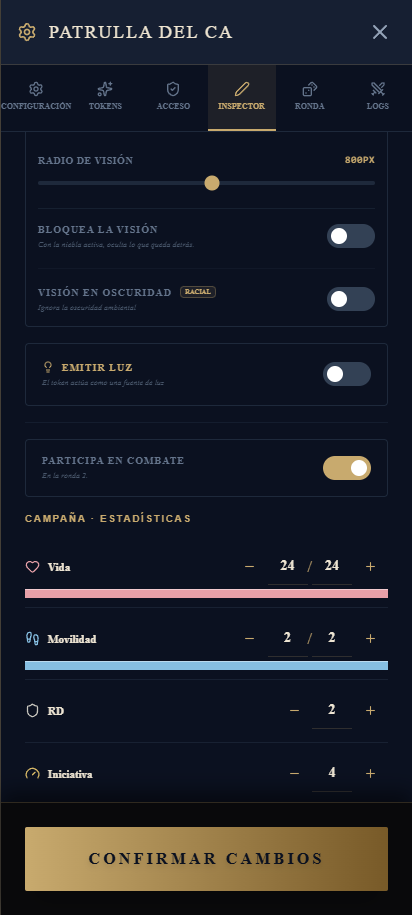 PATRULLA DEL CA
CONFIGURACIÓN TOKENS ACCESO INSPECTOR RONDA LOGS
RADIO DE VISIÓN 800PX
BLOQUEA LA VISIÓN
Con la niebla activa, oculta lo que queda detrás.
VISIÓN EN OSCURIDAD RACIAL
Ignora la oscuridad ambiental
EMITIR LUZ
El token actúa como una fuente de luz
PARTICIPA EN COMBATE
En la ronda 2.
CAMPAÑA · ESTADÍSTICAS
Vida − 24 / 24 +
Movilidad − 2 / 2 +
RD − 2 +
Iniciativa − 4 +
CONFIRMAR CAMBIOS